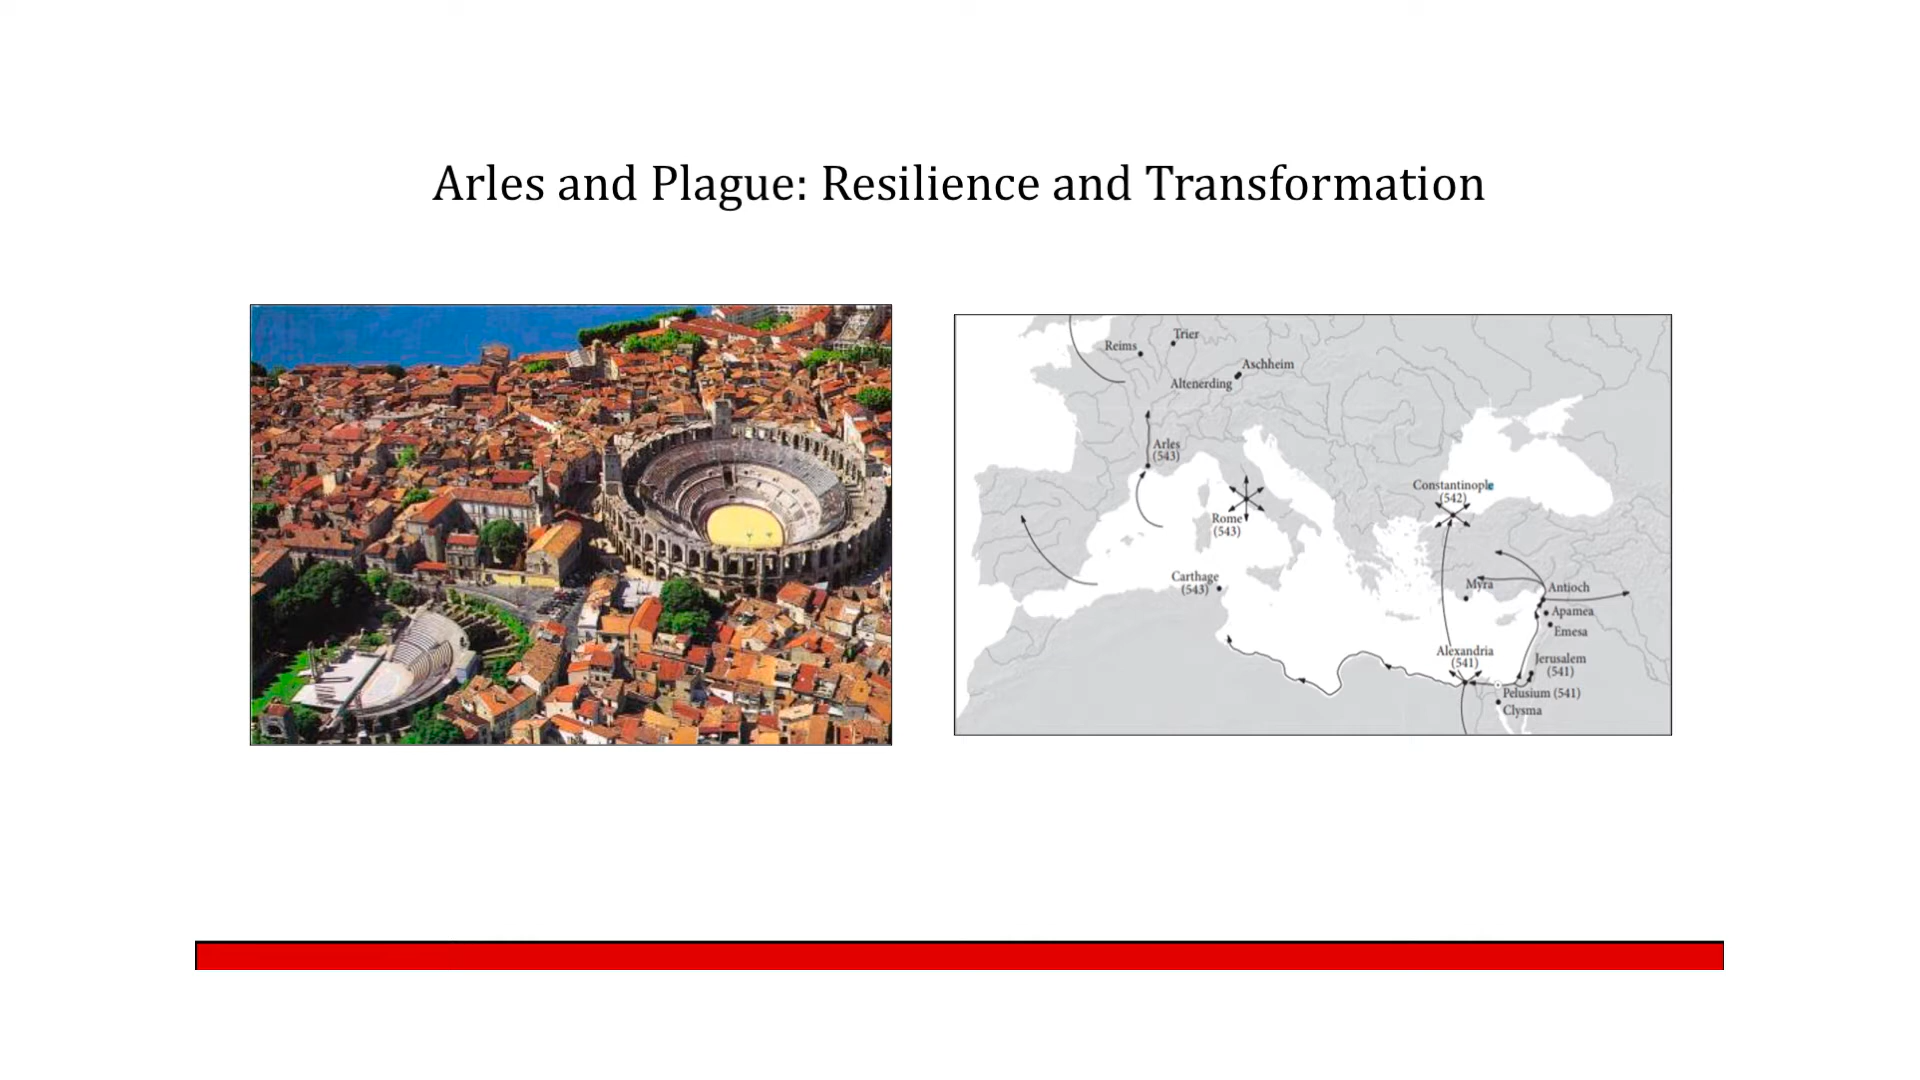 Arles and Plague: Resilience and Transformation
Trier
Reims
Aschheim
Altenerding
Arles
(543)
Constantinople
(542)
Rome
(543)
Carthage
(543)
Myra
Antioch
Apamea
Emesa
Alexandria
(541)
Jerusalem
(541)
Pelusium (541)
Clysma